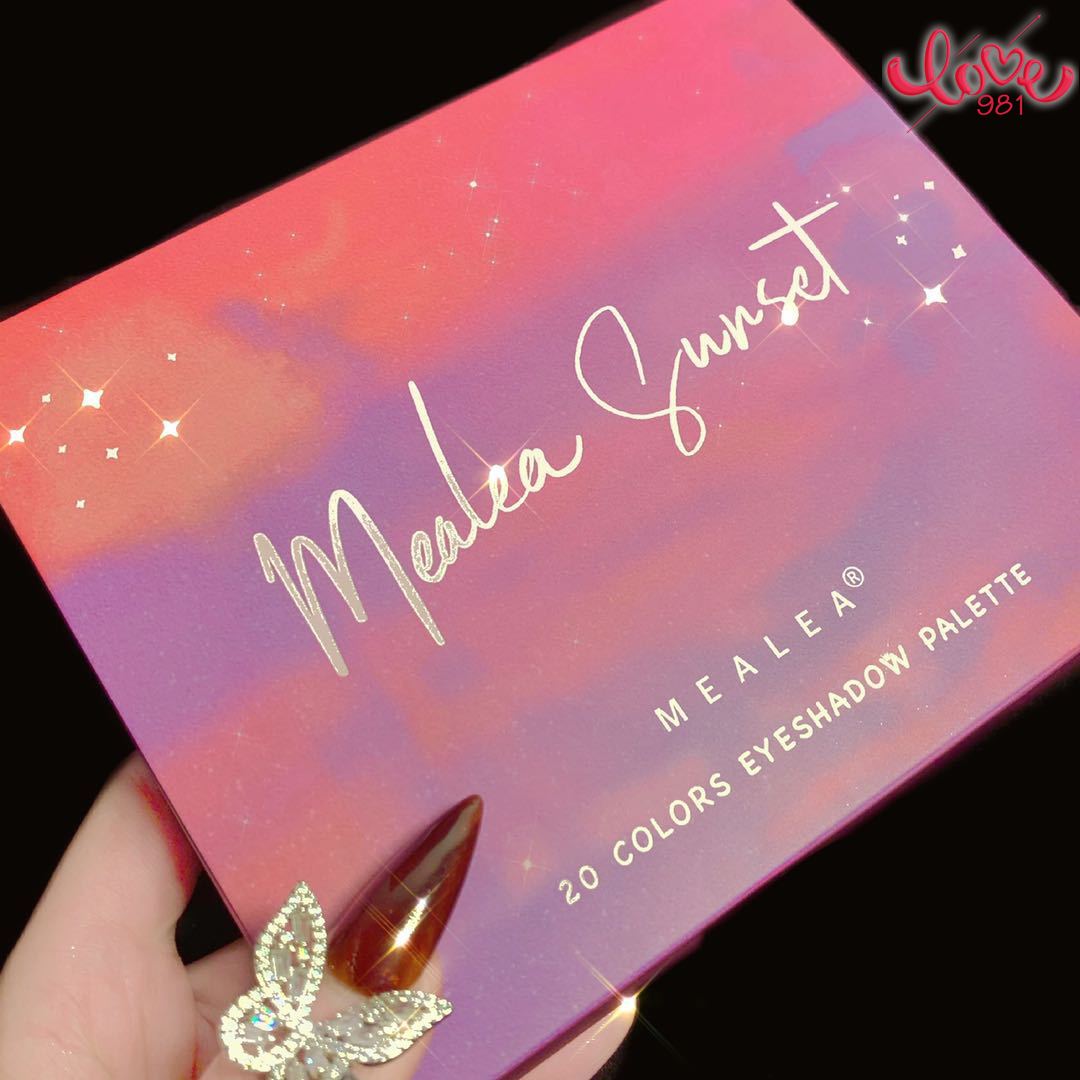 love
981
Mealea Sunset
MEALEA®
20 COLORS EYESHADOW PALETTE